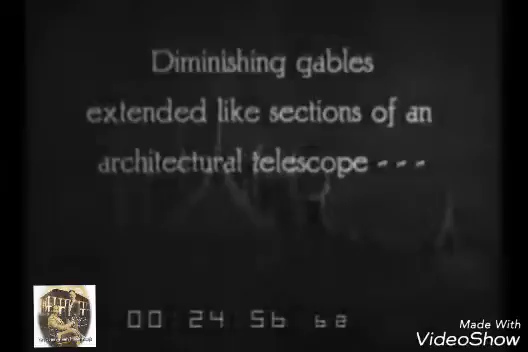 Diminishing gables
extended like sections of an
architectural telescope - - -
00 24 56 62
Made With
VideoShow